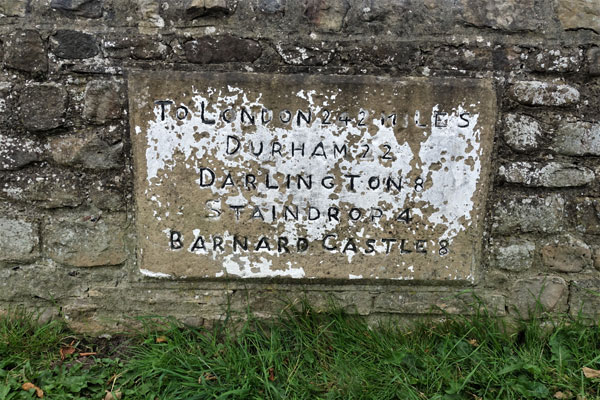 TO LONDON 242 MILES
DURHAM 22
DARLINGTON 8
STAINDROP 4
BARNARD CASTLE 8